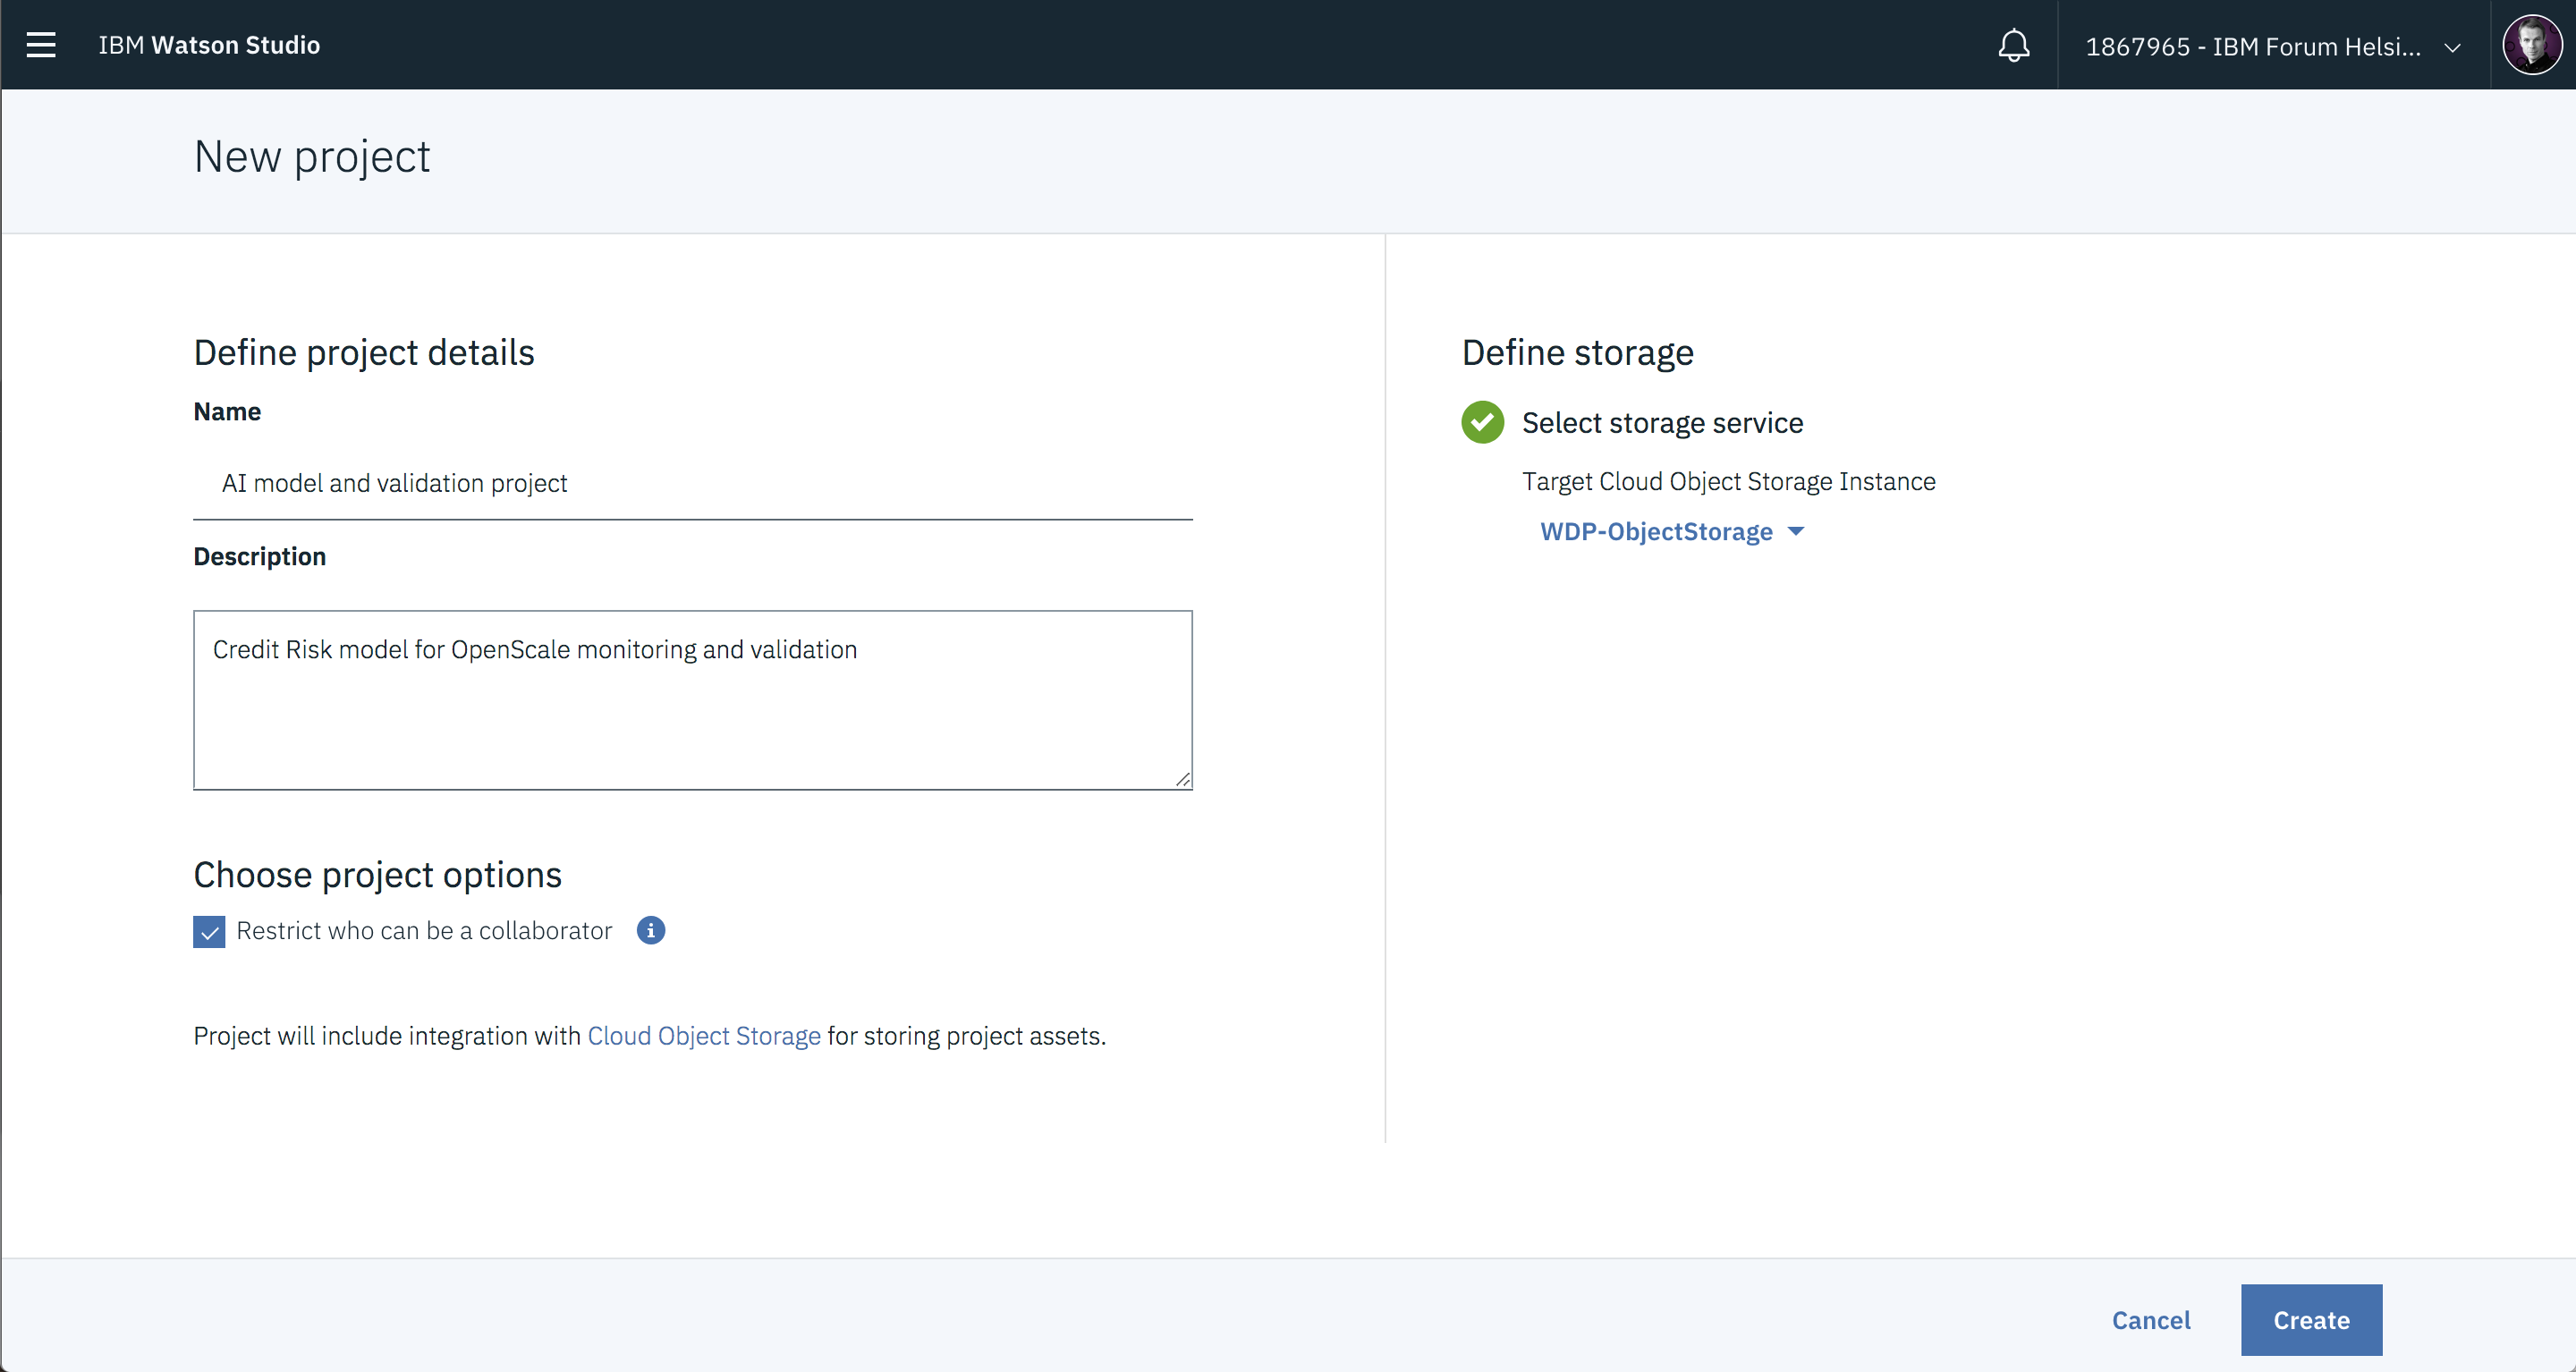 IBM Watson Studio
1867965 - IBM Forum Helsi...
New project
Define project details
Name
AI model and validation project
Description
Credit Risk model for OpenScale monitoring and validation
Choose project options
Restrict who can be a collaborator
Project will include integration with Cloud Object Storage for storing project assets.
Define storage
Select storage service
Target Cloud Object Storage Instance
WDP-ObjectStorage
Cancel
Create